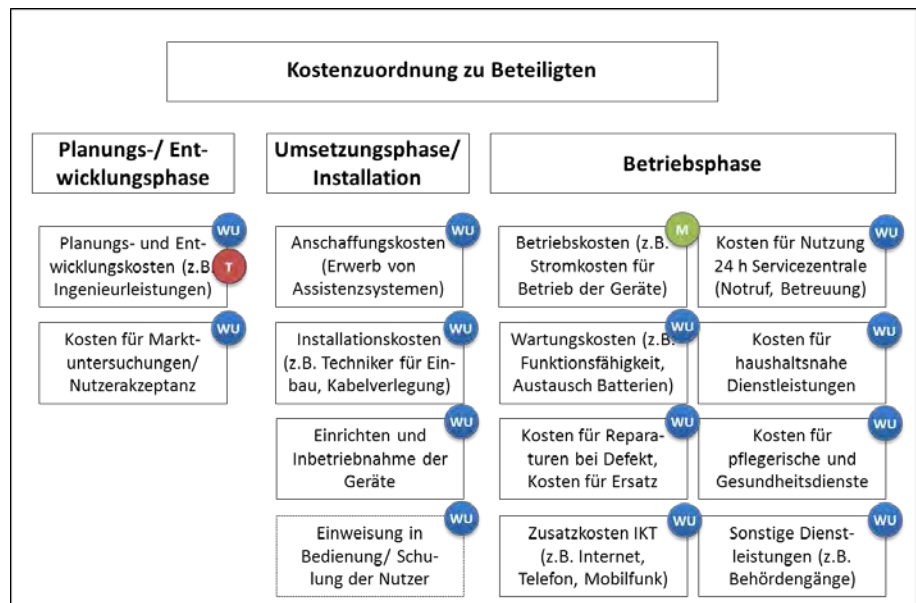 Kostenzuordnung zu Beteiligten
Planungs-/ Ent-
wicklungsphase
Umsetzungsphase/
Installation
Betriebsphase
WU
Planungs- und Ent-
wicklungskosten (z.B.
Ingenieurleistungen)
T
WU
Kosten für Markt-
untersuchungen/
Nutzerakzeptanz
WU
Anschaffungskosten
(Erwerb von
Assistenzsystemen)
WU
Installationskosten
(z.B. Techniker für Ein-
bau, Kabelverlegung)
WU
Einrichten und
Inbetriebnahme der
Geräte
WU
Einweisung in
Bedienung/ Schu-
lung der Nutzer
M
Betriebskosten (z.B.
Stromkosten für
Betrieb der Geräte)
WU
Wartungskosten (z.B.
Funktionsfähigkeit,
Austausch Batterien)
WU
Kosten für Repara-
turen bei Defekt,
Kosten für Ersatz
WU
Zusatzkosten IKT
(z.B. Internet,
Telefon, Mobilfunk)
WU
Kosten für Nutzung
24 h Servicezentrale
(Notruf, Betreuung)
WU
Kosten für
haushaltsnahe
Dienstleistungen
WU
Kosten für
pflegerische und
Gesundheitsdienste
WU
Sonstige Dienst-
leistungen (z.B.
Behördengänge)